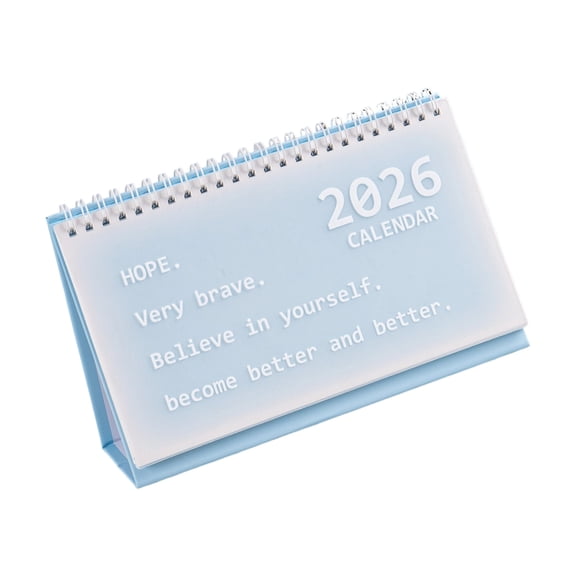 2026
CALENDAR
HOPE.
Very brave.
Believe in yourself.
become better and better.